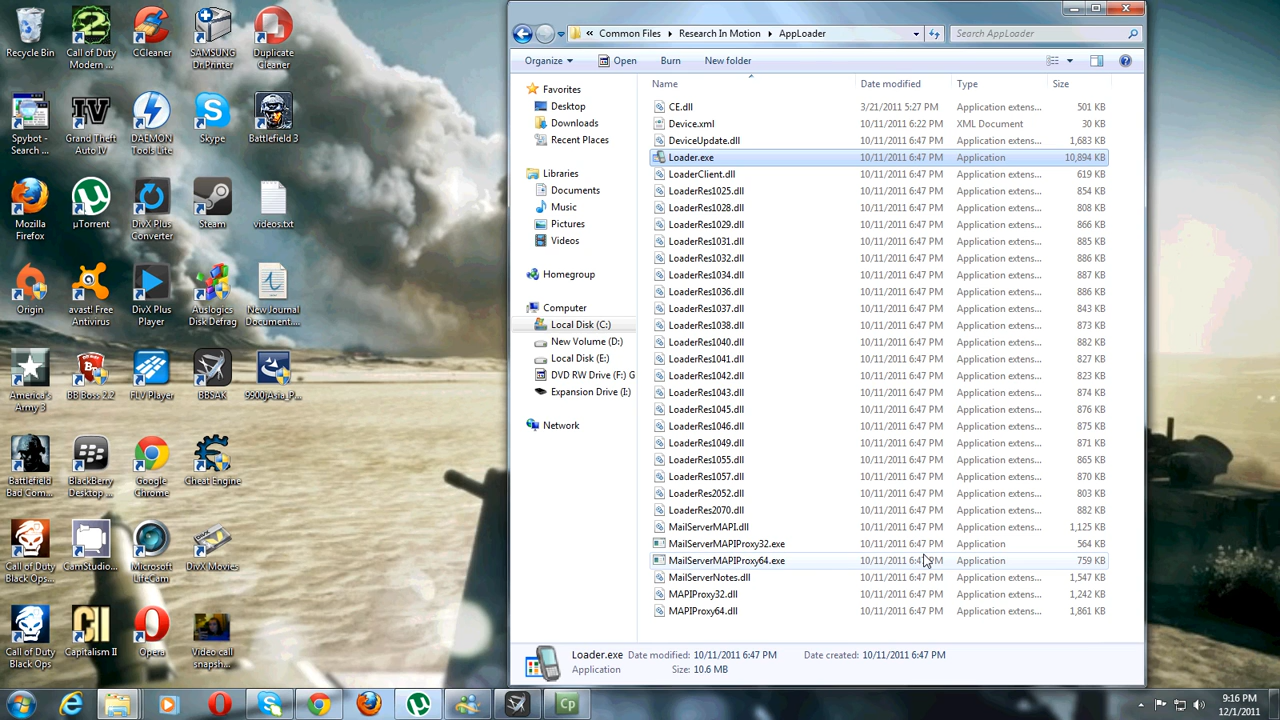 Recycle Bin
Call of Duty
Modern ...
CCleaner
SAMSUNG
Dr.Printer
Duplicate
Cleaner
Spybot -
Search ...
Grand Theft
Auto IV
DAEMON
Tools Lite
Skype
Battlefield 3
Mozilla
Firefox
µTorrent
DivX Plus
Converter
Steam
videos.txt
Origin
avast! Free
Antivirus
DivX Plus
Player
Auslogics
Disk Defrag
New Journal
Document....
America's
Army 3
BB Boss 2.2
FLV Player
BBSAK
9900jAsia_P...
Battlefield
Bad Com...
BlackBerry
Desktop ...
Google
Chrome
Cheat Engine
Call of Duty
Black Ops...
CamStudio...
Microsoft
LifeCam
DivX Movies
Call of Duty
Black Ops
Capitalism II
Opera
Video call
snapsh...
« Common Files ▸ Research In Motion ▸ AppLoader
Search AppLoader
Organize Open Burn New folder
Favorites
Desktop
Downloads
Recent Places
Libraries
Documents
Music
Pictures
Videos
Homegroup
Computer
Local Disk (C:)
New Volume (D:)
Local Disk (E:)
DVD RW Drive (F:) G
Expansion Drive (I:)
Network
Name Date modified Type Size
CE.dll 3/21/2011 5:27 PM Application extens... 501 KB
Device.xml 10/11/2011 6:22 PM XML Document 30 KB
DeviceUpdate.dll 10/11/2011 6:47 PM Application extens... 1,683 KB
Loader.exe 10/11/2011 6:47 PM Application 10,894 KB
LoaderClient.dll 10/11/2011 6:47 PM Application extens... 619 KB
LoaderRes1025.dll 10/11/2011 6:47 PM Application extens... 854 KB
LoaderRes1028.dll 10/11/2011 6:47 PM Application extens... 808 KB
LoaderRes1029.dll 10/11/2011 6:47 PM Application extens... 866 KB
LoaderRes1031.dll 10/11/2011 6:47 PM Application extens... 885 KB
LoaderRes1032.dll 10/11/2011 6:47 PM Application extens... 886 KB
LoaderRes1034.dll 10/11/2011 6:47 PM Application extens... 887 KB
LoaderRes1036.dll 10/11/2011 6:47 PM Application extens... 886 KB
LoaderRes1037.dll 10/11/2011 6:47 PM Application extens... 843 KB
LoaderRes1038.dll 10/11/2011 6:47 PM Application extens... 873 KB
LoaderRes1040.dll 10/11/2011 6:47 PM Application extens... 882 KB
LoaderRes1041.dll 10/11/2011 6:47 PM Application extens... 827 KB
LoaderRes1042.dll 10/11/2011 6:47 PM Application extens... 823 KB
LoaderRes1043.dll 10/11/2011 6:47 PM Application extens... 874 KB
LoaderRes1045.dll 10/11/2011 6:47 PM Application extens... 876 KB
LoaderRes1046.dll 10/11/2011 6:47 PM Application extens... 875 KB
LoaderRes1049.dll 10/11/2011 6:47 PM Application extens... 871 KB
LoaderRes1055.dll 10/11/2011 6:47 PM Application extens... 865 KB
LoaderRes1057.dll 10/11/2011 6:47 PM Application extens... 870 KB
LoaderRes2052.dll 10/11/2011 6:47 PM Application extens... 803 KB
LoaderRes2070.dll 10/11/2011 6:47 PM Application extens... 882 KB
MailServerMAPI.dll 10/11/2011 6:47 PM Application extens... 1,125 KB
MailServerMAPIProxy32.exe 10/11/2011 6:47 PM Application 564 KB
MailServerMAPIProxy64.exe 10/11/2011 6:47 PM Application 759 KB
MailServerNotes.dll 10/11/2011 6:47 PM Application extens... 1,547 KB
MAPIProxy32.dll 10/11/2011 6:47 PM Application extens... 1,242 KB
MAPIProxy64.dll 10/11/2011 6:47 PM Application extens... 1,861 KB
Loader.exe Date modified: 10/11/2011 6:47 PM Date created: 10/11/2011 6:47 PM
Application Size: 10.6 MB
9:16 PM
12/1/2011